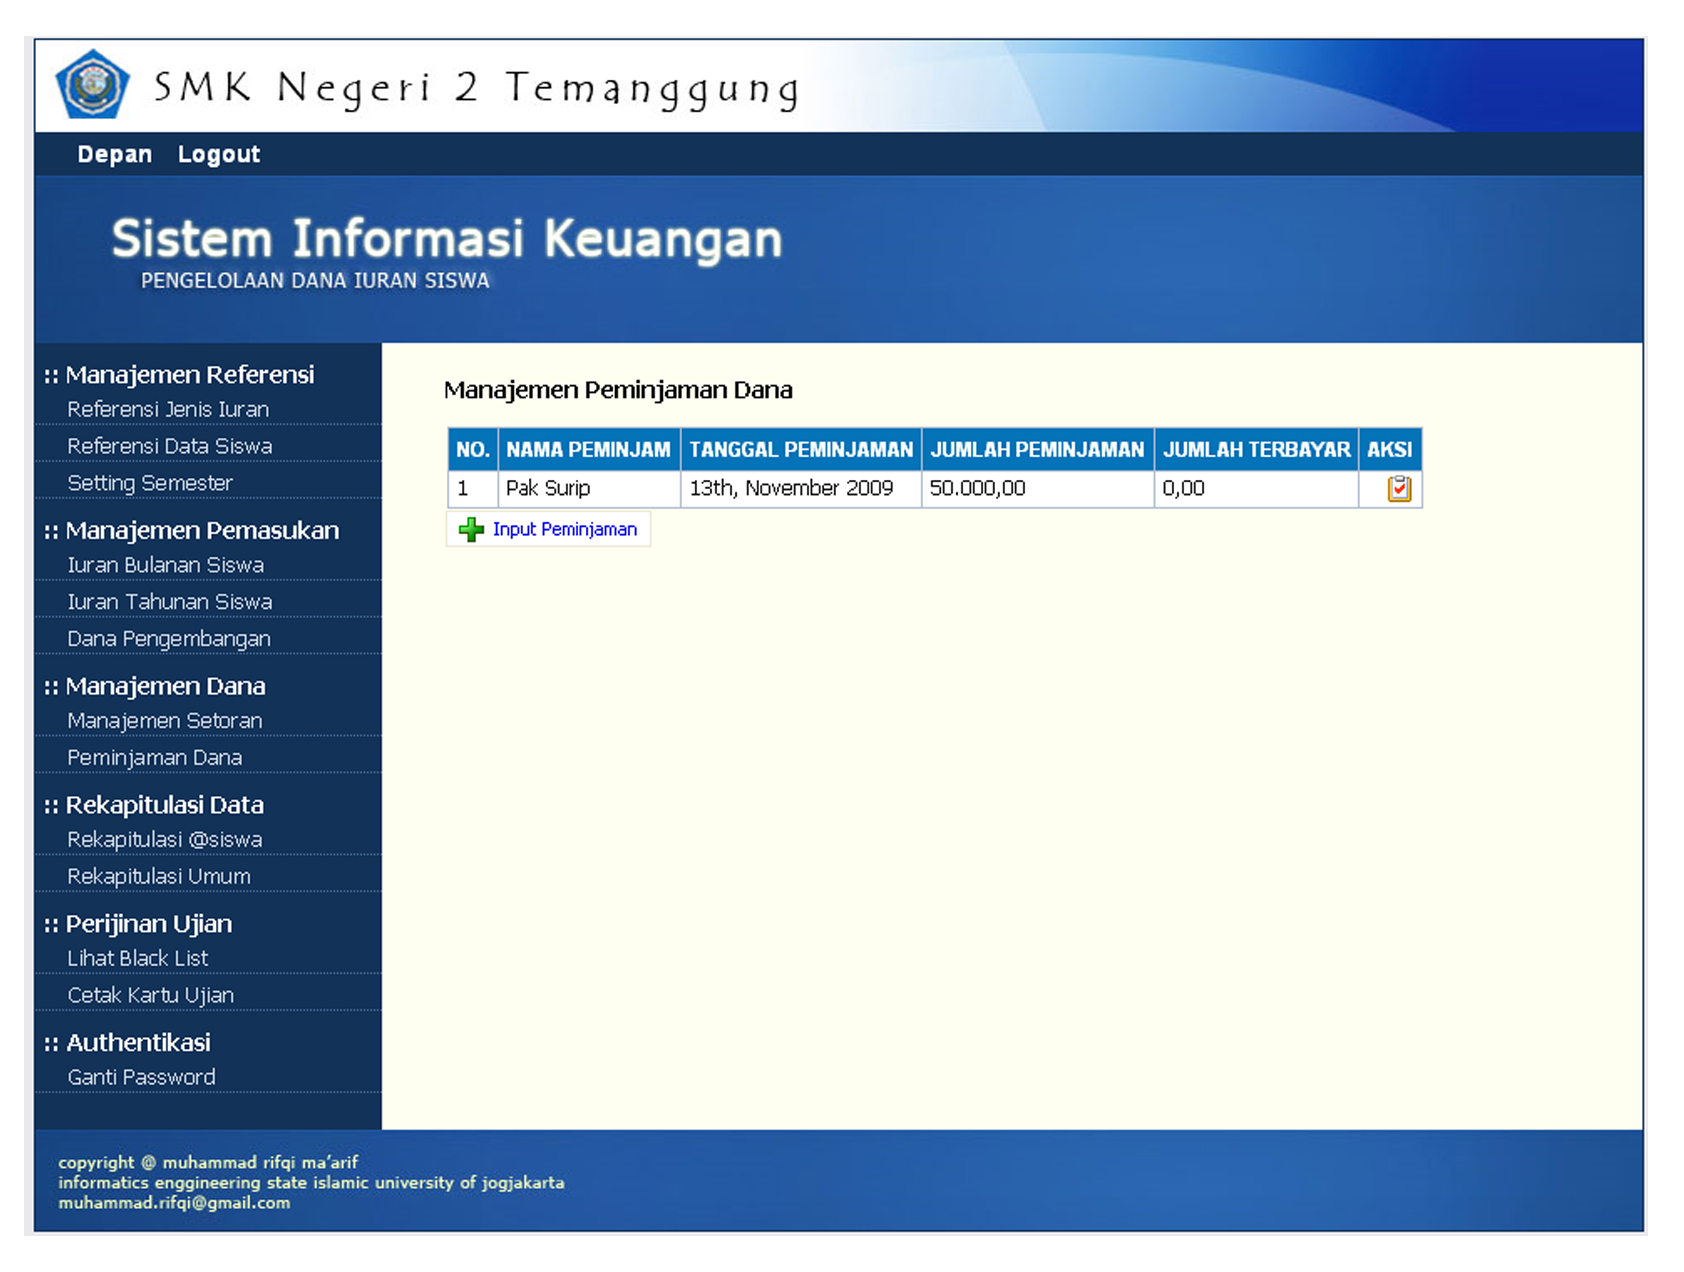 SMK Negeri 2 Temanggung
Depan Logout
Sistem Informasi Keuangan
PENGELOLAAN DANA IURAN SISWA
:: Manajemen Referensi
Referensi Jenis Iuran
Referensi Data Siswa
Setting Semester
:: Manajemen Pemasukan
Iuran Bulanan Siswa
Iuran Tahunan Siswa
Dana Pengembangan
:: Manajemen Dana
Manajemen Setoran
Peminjaman Dana
:: Rekapitulasi Data
Rekapitulasi @siswa
Rekapitulasi Umum
:: Perijinan Ujian
Lihat Black List
Cetak Kartu Ujian
:: Authentikasi
Ganti Password
Manajemen Peminjaman Dana
NO. NAMA PEMINJAM TANGGAL PEMINJAMAN JUMLAH PEMINJAMAN JUMLAH TERBAYAR AKSI
1 Pak Surip 13th, November 2009 50.000,00 0,00
Input Peminjaman
copyright @ muhammad rifqi ma'arif
informatics enggineering state islamic university of jogjakarta
muhammad.rifqi@gmail.com